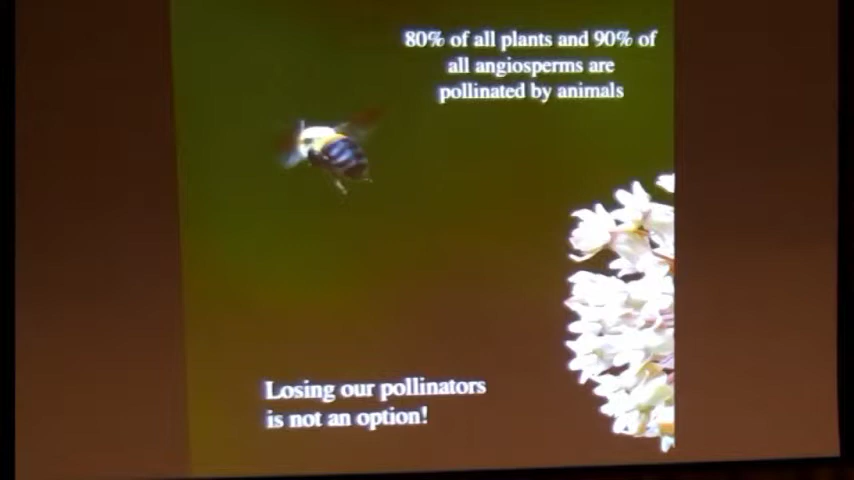 80% of all plants and 90% of
all angiosperms are
pollinated by animals
Losing our pollinators
is not an option!